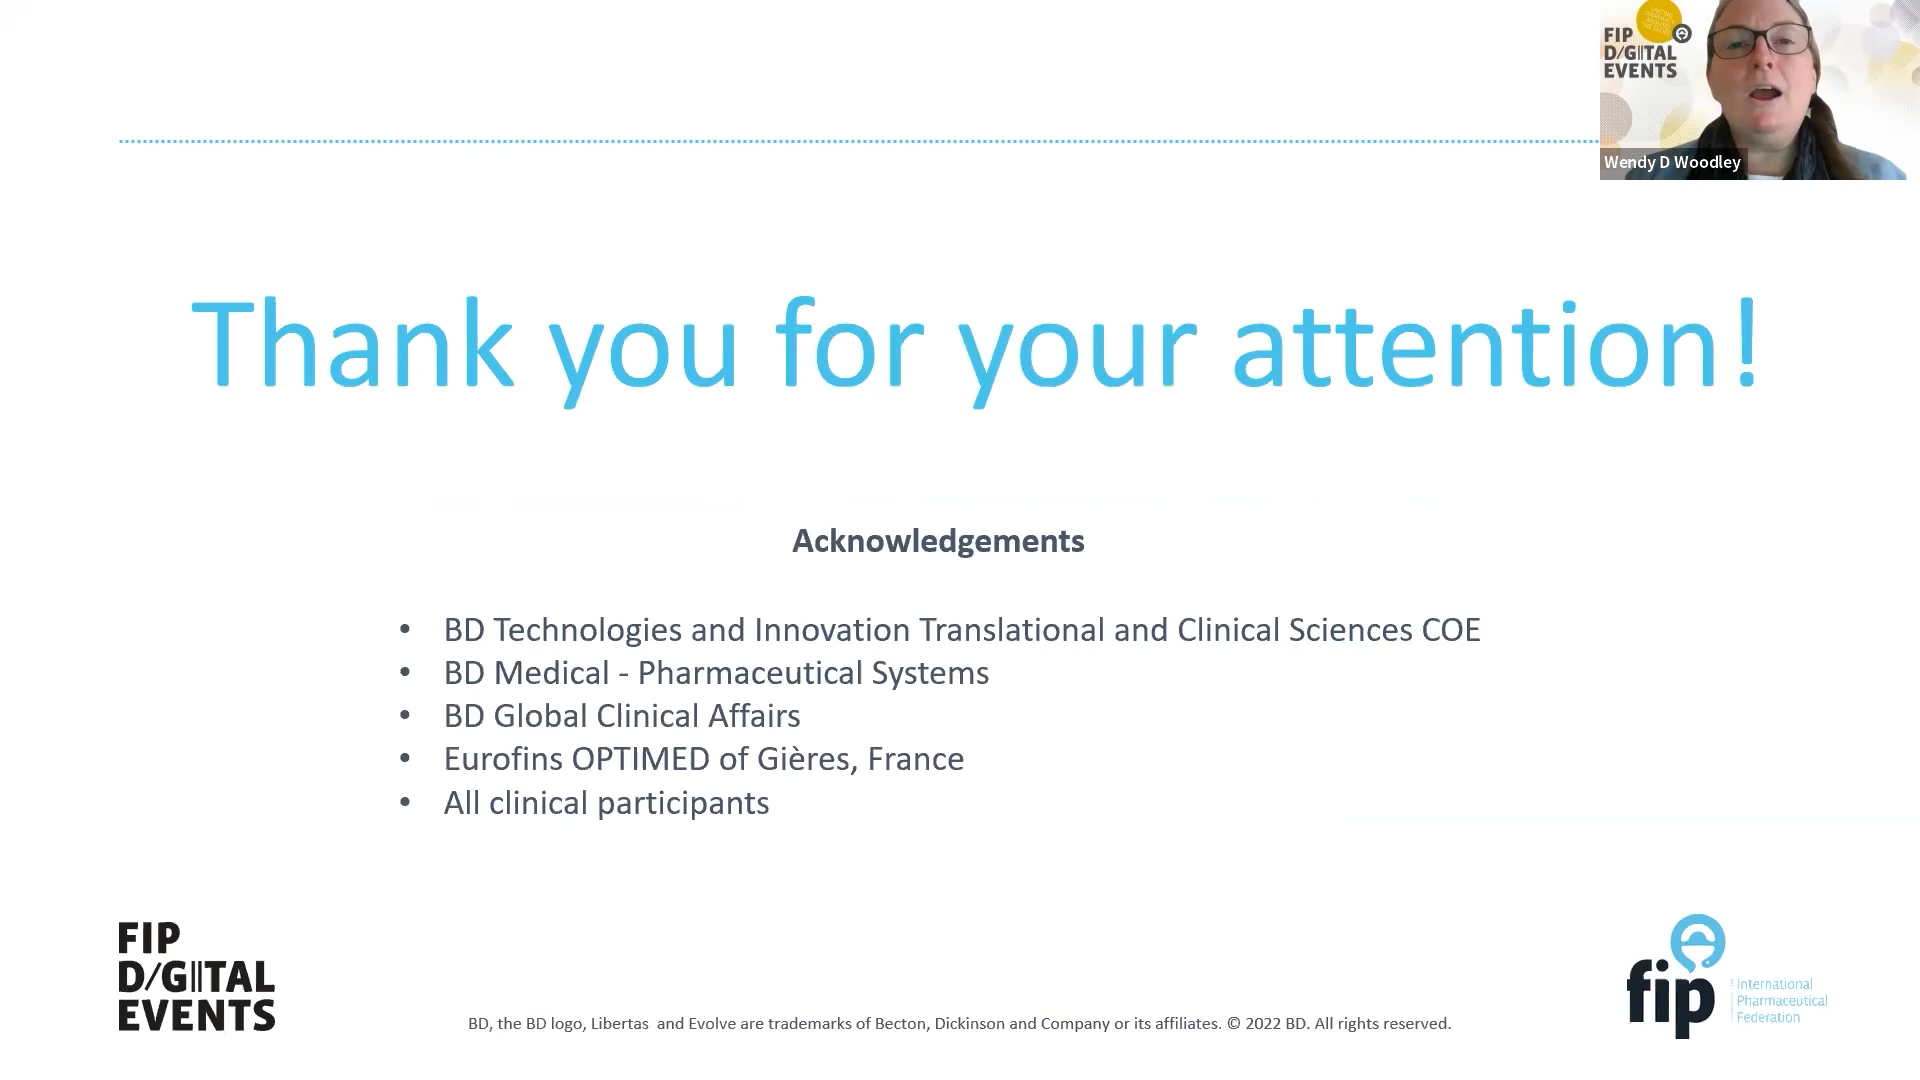 FIP
D/GITAL
EVENTS
Wendy D Woodley
Thank you for your attention!
Acknowledgements
• BD Technologies and Innovation Translational and Clinical Sciences COE
• BD Medical - Pharmaceutical Systems
• BD Global Clinical Affairs
• Eurofins OPTIMED of Gières, France
• All clinical participants
FIP
D/GITAL
EVENTS
BD, the BD logo, Libertas and Evolve are trademarks of Becton, Dickinson and Company or its affiliates. © 2022 BD. All rights reserved.
fip
International
Pharmaceutical
Federation